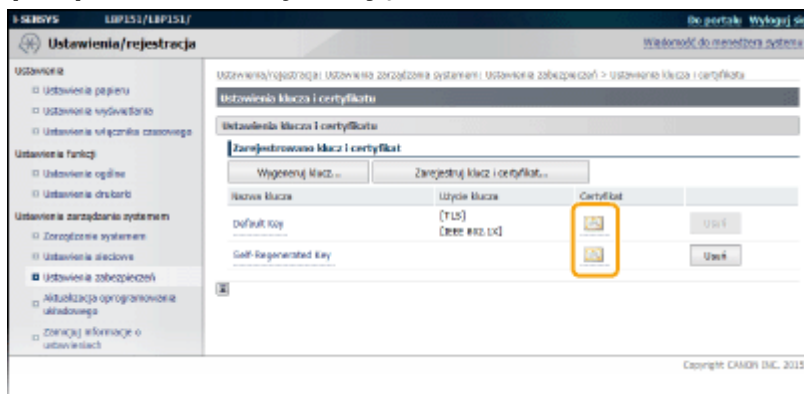 i-SENSYS LBP151/LBP151/ Do portalu Wyloguj się
Ustawienia/rejestracja Wiadomość do menedżera systemu
Ustawienia
Ustawienia papieru
Ustawienia wyświetlania
Ustawienia włącznika czasowego
Ustawienia funkcji
Ustawienia ogólne
Ustawienia drukarki
Ustawienia zarządzania systemem
Zarządzanie systemem
Ustawienia sieciowe
Ustawienia zabezpieczeń
Aktualizacja oprogramowania
układowego
Zaimuj informacje o
ustawieniach
Ustawienia/rejestracja: Ustawienia zarządzania systemem: Ustawienia zabezpieczeń > Ustawienia klucza i certyfikatu
Ustawienia klucza i certyfikatu
Ustawienia klucza i certyfikatu
Zarejestrowano klucz i certyfikat
Wygeneruj klucz... Zarejestruj klucz i certyfikat...
Nazwa klucza Użycie klucza Certyfikat
Default Key [TLS] Usuń
[IEEE 802.1X]
Self-Regenerated Key Usuń
Copyright CANON INC. 2015